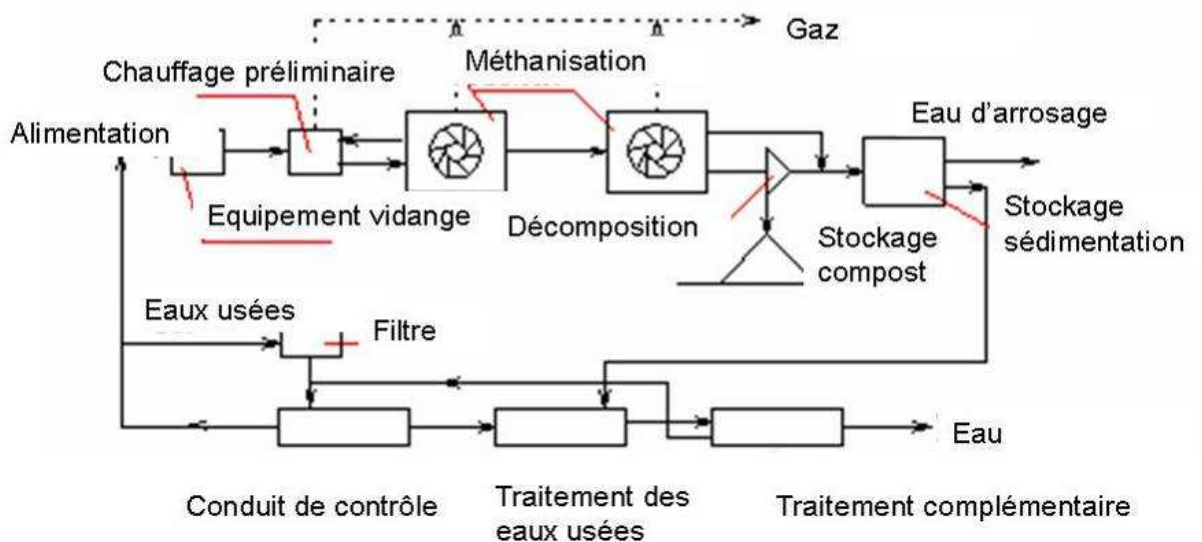 Gaz
Méthanisation
Chauffage préliminaire
Eau d'arrosage
Alimentation
Equipement vidange
Décomposition
Stockage
compost
Stockage
sédimentation
Eaux usées
Filtre
Eau
Conduit de contrôle
Traitement des
eaux usées
Traitement complémentaire